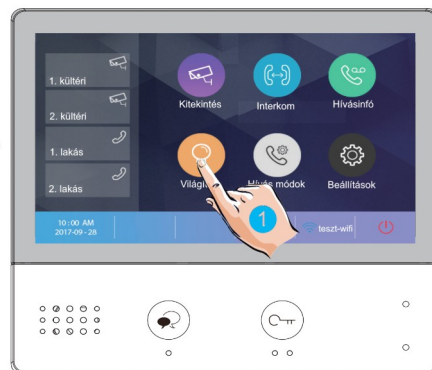 1. kültéri
2. kültéri
1. lakás
2. lakás
Kitekintés
Interkom
Hívásinfó
Hívás módok
Beállítások
10:00 AM
2017-09-28
teszt-wifi
1